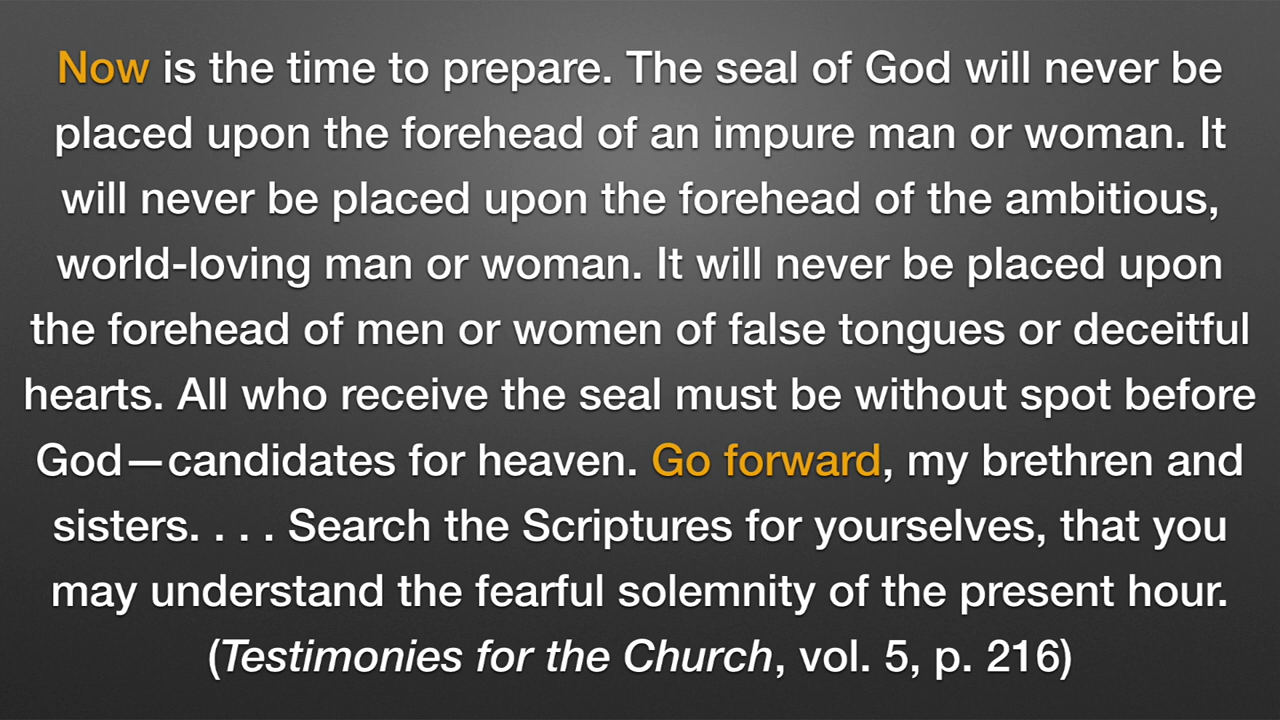 Now is the time to prepare. The seal of God will never be
placed upon the forehead of an impure man or woman. It
will never be placed upon the forehead of the ambitious,
world-loving man or woman. It will never be placed upon
the forehead of men or women of false tongues or deceitful
hearts. All who receive the seal must be without spot before
God—candidates for heaven. Go forward, my brethren and
sisters. . . . Search the Scriptures for yourselves, that you
may understand the fearful solemnity of the present hour.
(Testimonies for the Church, vol. 5, p. 216)